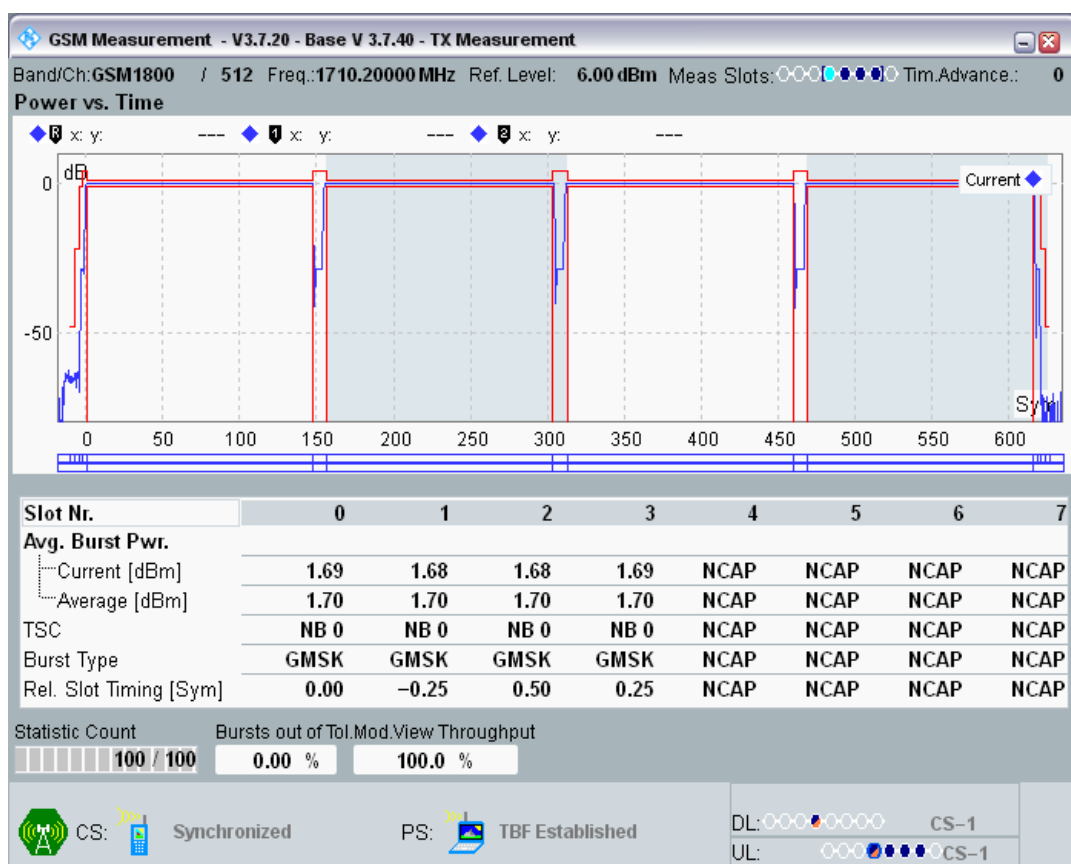 GSM Measurement - V3.7.20 - Base V 3.7.40 - TX Measurement
Band/Ch:GSM1800 / 512 Freq.:1710.20000 MHz Ref. Level: 6.00 dBm Meas Slots: Tim.Advance.: 0
Power vs. Time
R x: y: --- 1 x: y: --- 2 x: y: ---
dB
Current
0
-50
Sym
0 50 100 150 200 250 300 350 400 450 500 550 600
Slot Nr. 0 1 2 3 4 5 6 7
Avg. Burst Pwr.
Current [dBm] 1.69 1.68 1.68 1.69 NCAP NCAP NCAP NCAP
Average [dBm] 1.70 1.70 1.70 1.70 NCAP NCAP NCAP NCAP
TSC NB 0 NB 0 NB 0 NB 0 NCAP NCAP NCAP NCAP
Burst Type GMSK GMSK GMSK GMSK NCAP NCAP NCAP NCAP
Rel. Slot Timing [Sym] 0.00 −0.25 0.50 0.25 NCAP NCAP NCAP NCAP
Statistic Count Bursts out of Tol.Mod.View Throughput
100 / 100 0.00 % 100.0 %
CS: Synchronized PS: TBF Established DL: CS−1
UL: CS−1